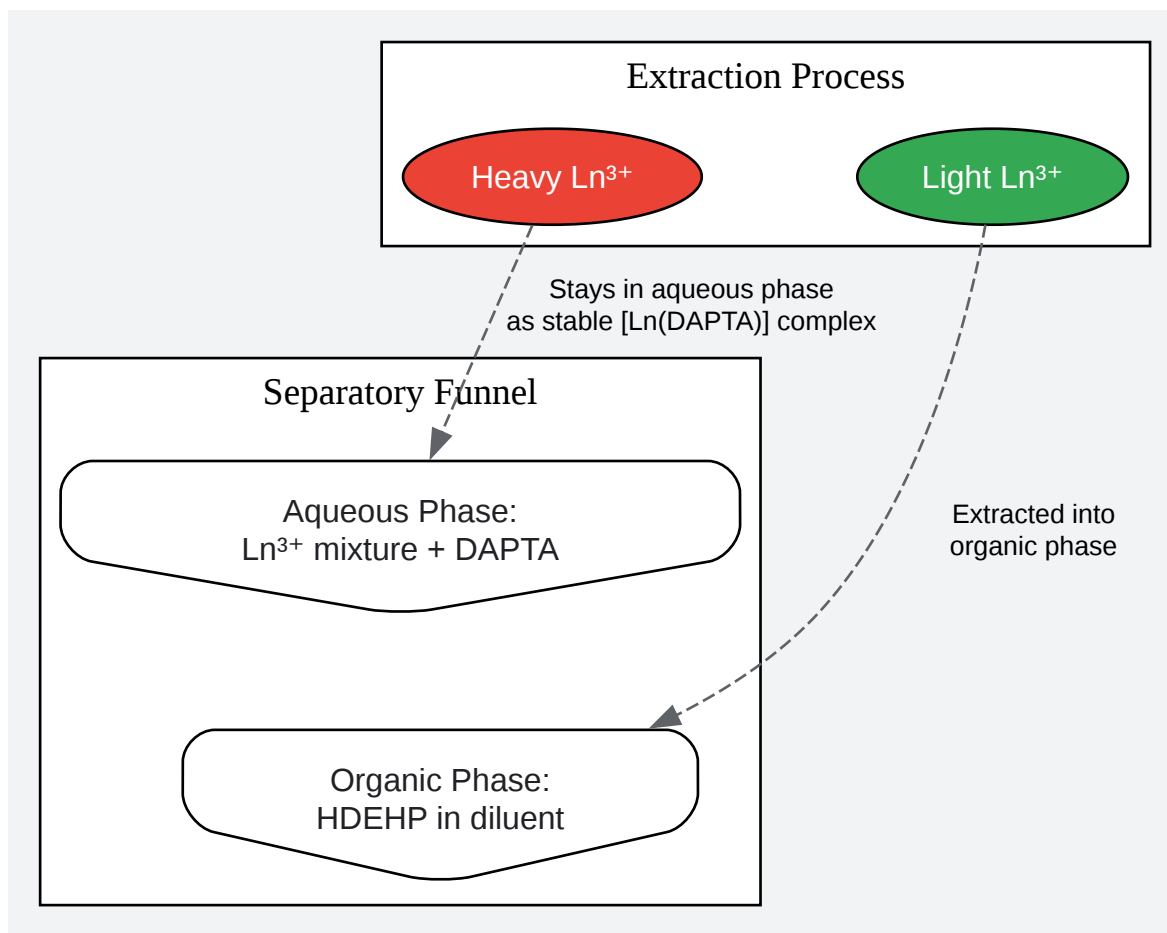 Extraction Process
Heavy Ln³⁺
Light Ln³⁺
Stays in aqueous phase
as stable [Ln(DAPTA)] complex
Separatory Funnel
Aqueous Phase:
Ln³⁺ mixture + DAPTA
Extracted into
organic phase
Organic Phase:
HDEHP in diluent